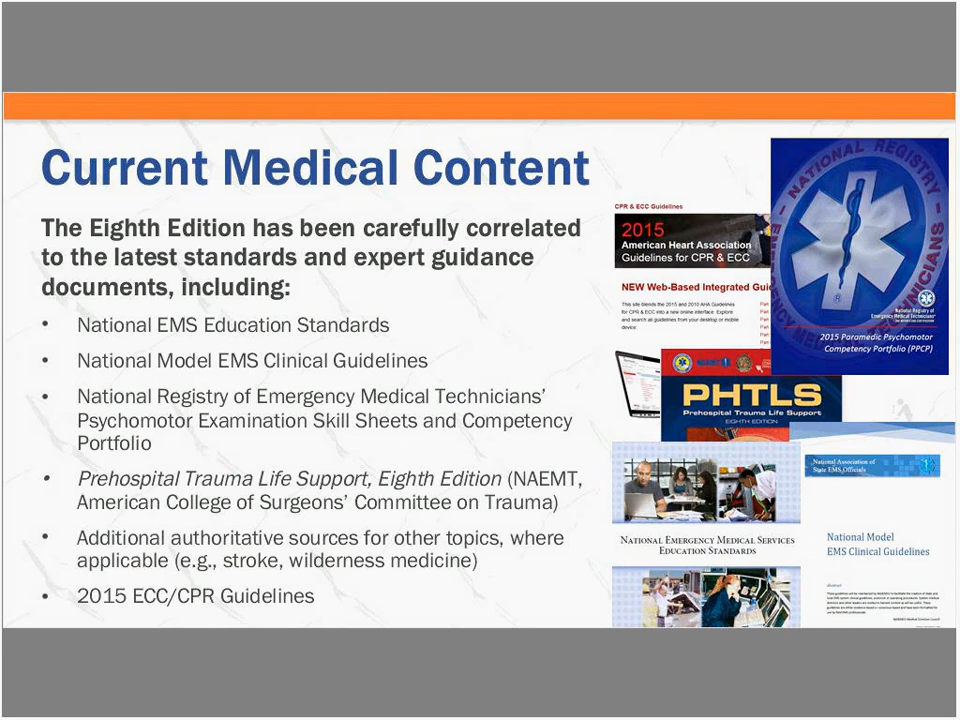 Current Medical Content
The Eighth Edition has been carefully correlated
to the latest standards and expert guidance
documents, including:
• National EMS Education Standards
• National Model EMS Clinical Guidelines
• National Registry of Emergency Medical Technicians’
Psychomotor Examination Skill Sheets and Competency
Portfolio
• Prehospital Trauma Life Support, Eighth Edition (NAEMT,
American College of Surgeons’ Committee on Trauma)
• Additional authoritative sources for other topics, where
applicable (e.g., stroke, wilderness medicine)
• 2015 ECC/CPR Guidelines
CPR & ECC Guidelines
2015
American Heart Association
Guidelines for CPR & ECC
NEW Web-Based Integrated Gui
This site blends the 2015 and 2010 AHA Guidelines
for CPR & ECC into a new online interface. Explore
and search all guidelines from your desktop or mobile
device.
Part
Part
Part
Part
NATIONAL REGISTRY
EMERGENCY MEDICAL TECHNICIANS
National Registry of
Emergency Medical Technicians
2015 Paramedic Psychomotor
Competency Portfolio (PPCP)
PHTLS
Prehospital Trauma Life Support
EIGHTH EDITION
NATIONAL EMERGENCY MEDICAL SERVICES
EDUCATION STANDARDS
National Association of
State EMS Officials
National Model
EMS Clinical Guidelines